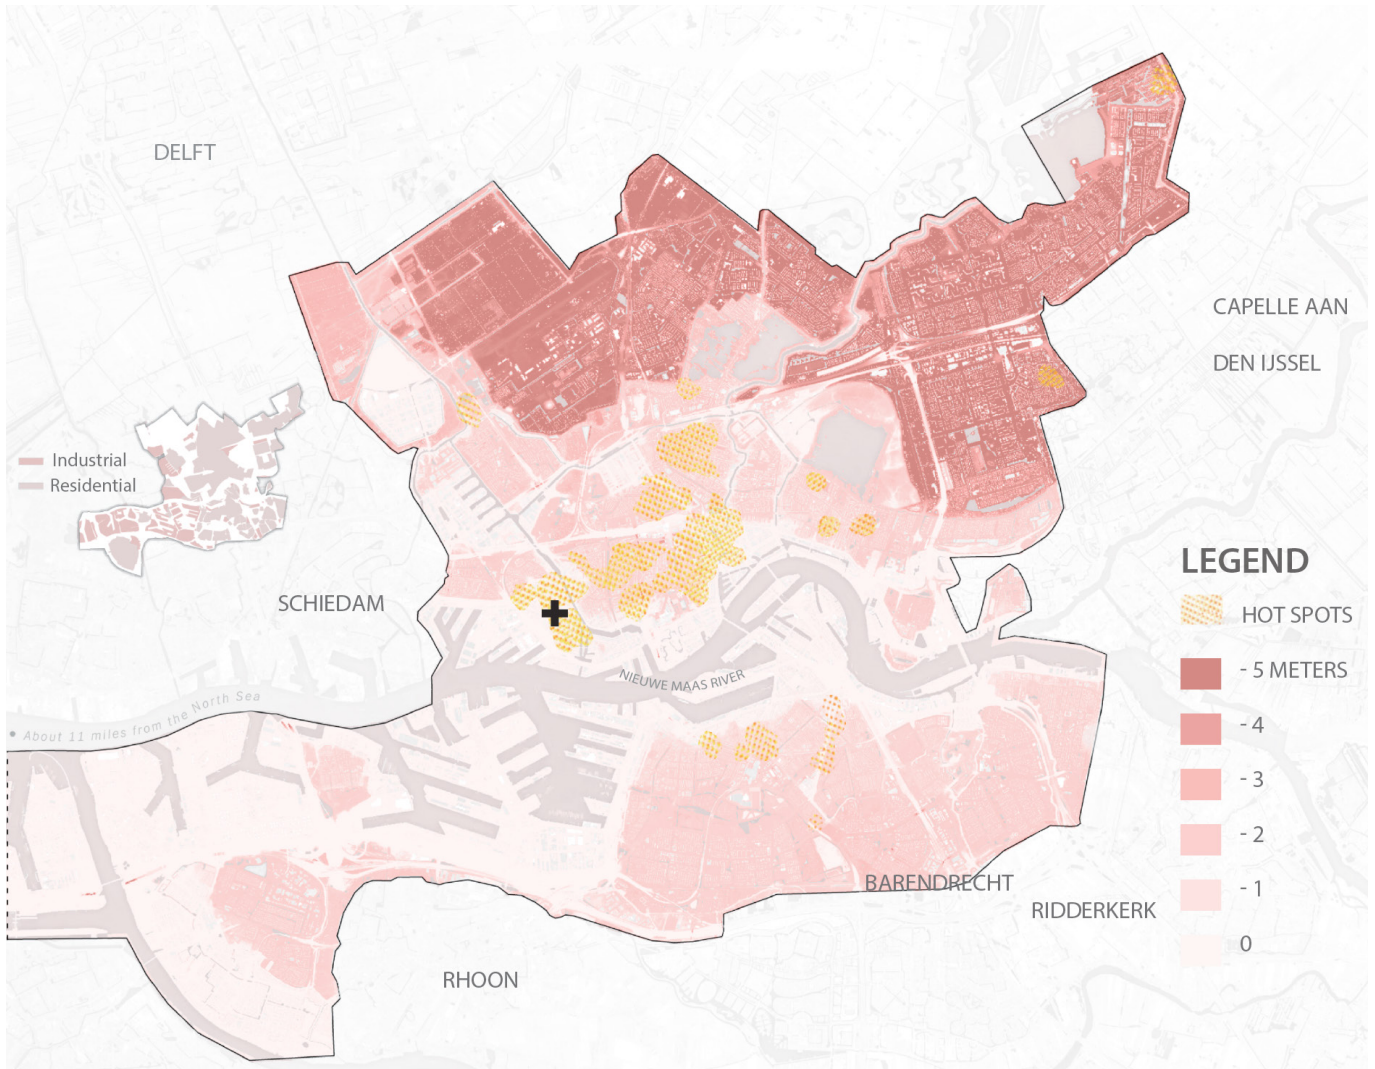 DELFT
CAPELLE AAN
DEN IJSSEL
Industrial
Residential
LEGEND
HOT SPOTS
SCHIEDAM
- 5 METERS
NIEUWE MAAS RIVER
• About 11 miles from the North Sea
- 4
- 3
- 2
BARENDRECHT
- 1
RIDDERKERK
0
RHOON